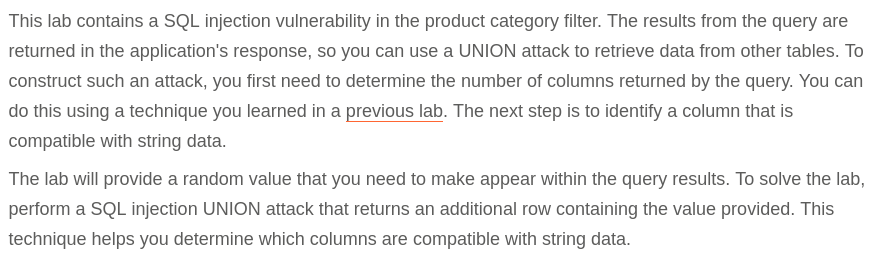 This lab contains a SQL injection vulnerability in the product category filter. The results from the query are
returned in the application's response, so you can use a UNION attack to retrieve data from other tables. To
construct such an attack, you first need to determine the number of columns returned by the query. You can
do this using a technique you learned in a previous lab. The next step is to identify a column that is
compatible with string data.
The lab will provide a random value that you need to make appear within the query results. To solve the lab,
perform a SQL injection UNION attack that returns an additional row containing the value provided. This
technique helps you determine which columns are compatible with string data.